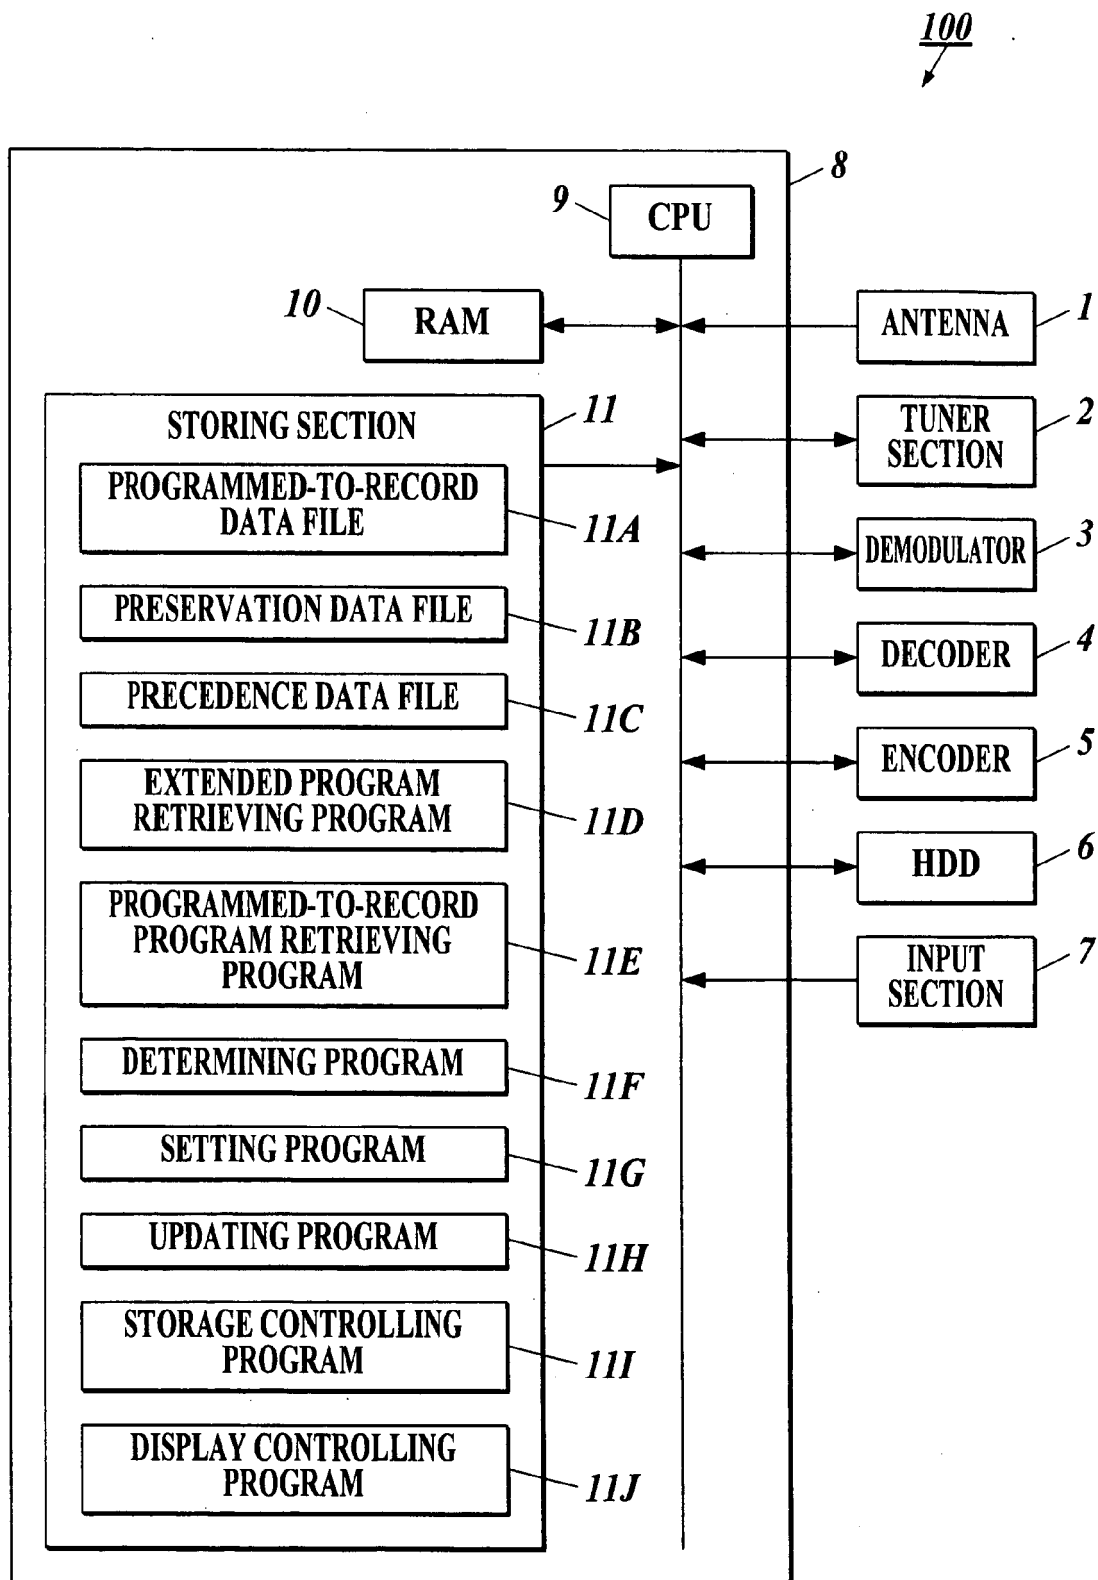 100
8
9
CPU
10
RAM
ANTENNA
1
STORING SECTION
11
TUNER
SECTION
2
PROGRAMMED-TO-RECORD
DATA FILE
11A
DEMODULATOR
3
PRESERVATION DATA FILE
11B
DECODER
4
PRECEDENCE DATA FILE
11C
ENCODER
5
EXTENDED PROGRAM
RETRIEVING PROGRAM
11D
HDD
6
PROGRAMMED-TO-RECORD
PROGRAM RETRIEVING
PROGRAM
11E
INPUT
SECTION
7
DETERMINING PROGRAM
11F
SETTING PROGRAM
11G
UPDATING PROGRAM
11H
STORAGE CONTROLLING
PROGRAM
11I
DISPLAY CONTROLLING
PROGRAM
11J